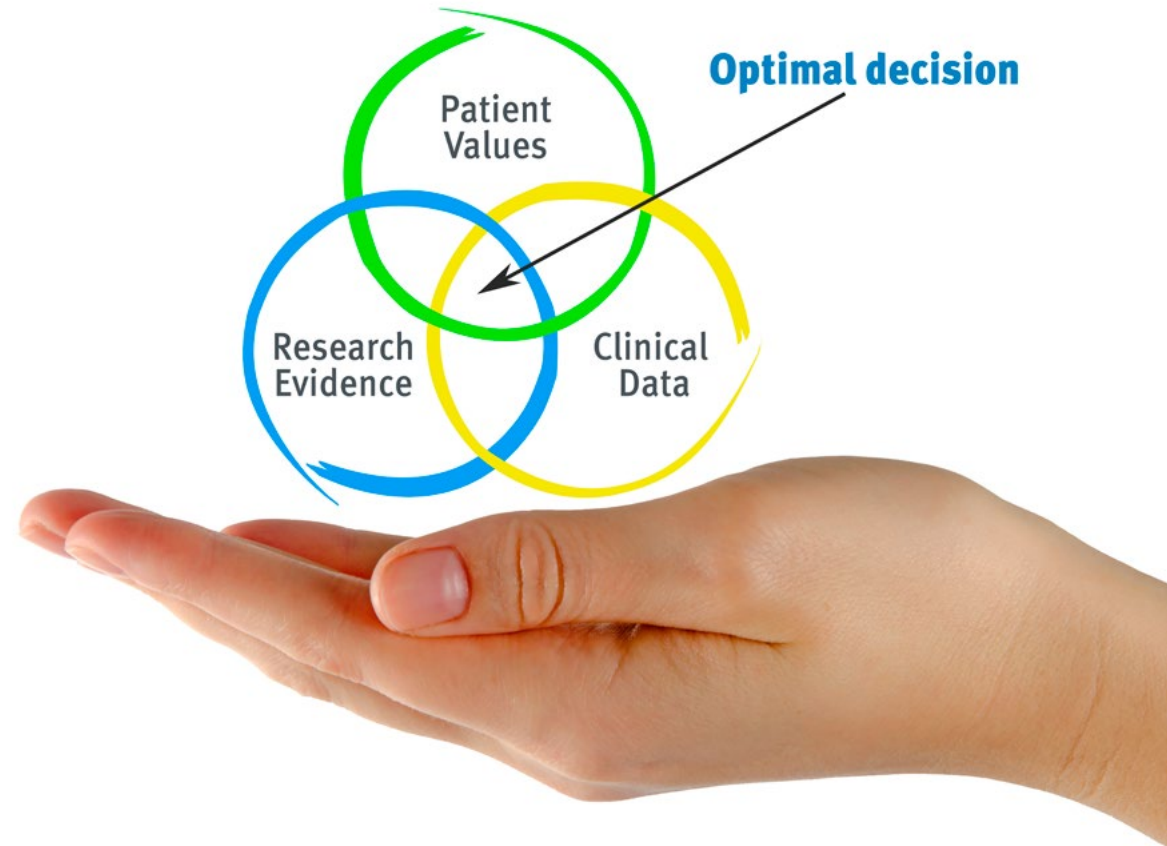 Optimal decision
Patient
Values
Research
Evidence
Clinical
Data